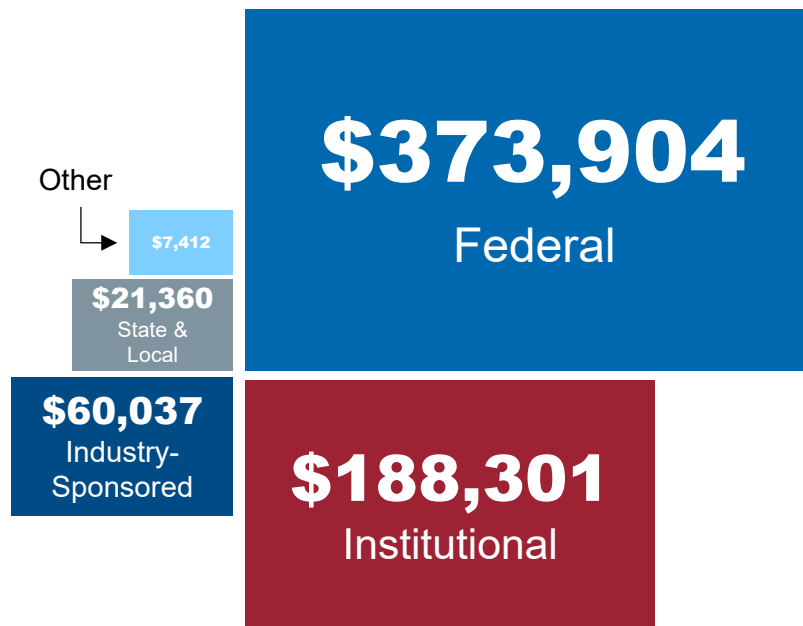 $373,904
Federal
Other
$7,412
$21,360
State &
Local
$60,037
Industry-
Sponsored
$188,301
Institutional